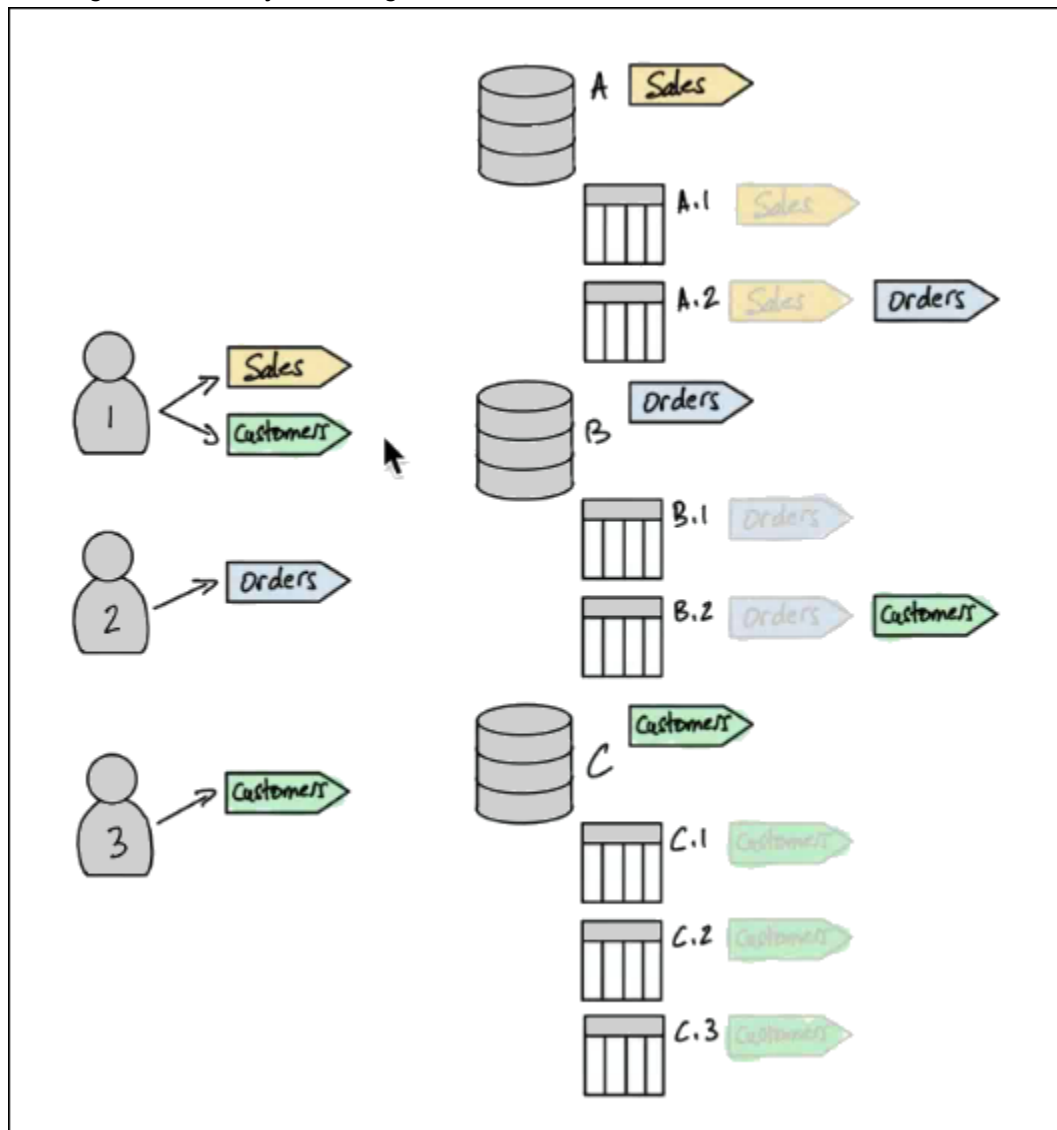 A Sales
A.1 Sales
A.2 Sales Orders
1 Sales
Customers
B Orders
B.1 Orders
2 Orders
B.2 Orders Customers
C Customers
3 Customers
C.1 Customers
C.2 Customers
C.3 Customers